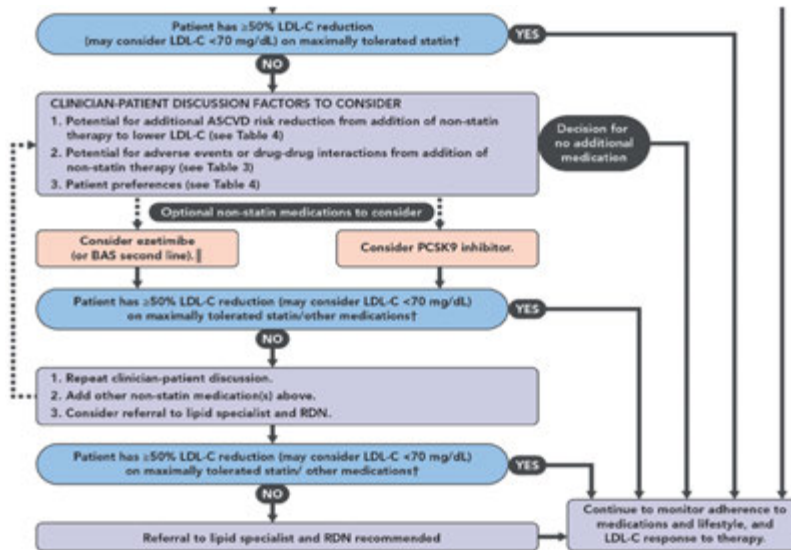 Patient has ≥50% LDL-C reduction
(may consider LDL-C <70 mg/dL) on maximally tolerated statin†
YES
NO
CLINICIAN-PATIENT DISCUSSION FACTORS TO CONSIDER
1. Potential for additional ASCVD risk reduction from addition of non-statin
therapy to lower LDL-C (see Table 4)
2. Potential for adverse events or drug-drug interactions from addition of
non-statin therapy (see Table 3)
3. Patient preferences (see Table 4)
Decision for
no additional
medication
Optional non-statin medications to consider
Consider ezetimibe
(or BAS second line).‖
Consider PCSK9 inhibitor.
Patient has ≥50% LDL-C reduction (may consider LDL-C <70 mg/dL)
on maximally tolerated statin/other medications†
YES
NO
1. Repeat clinician-patient discussion.
2. Add other non-statin medication(s) above.
3. Consider referral to lipid specialist and RDN.
Patient has ≥50% LDL-C reduction (may consider LDL-C <70 mg/dL)
on maximally tolerated statin/ other medications†
YES
NO
Referral to lipid specialist and RDN recommended
Continue to monitor adherence to
medications and lifestyle, and
LDL-C response to therapy.